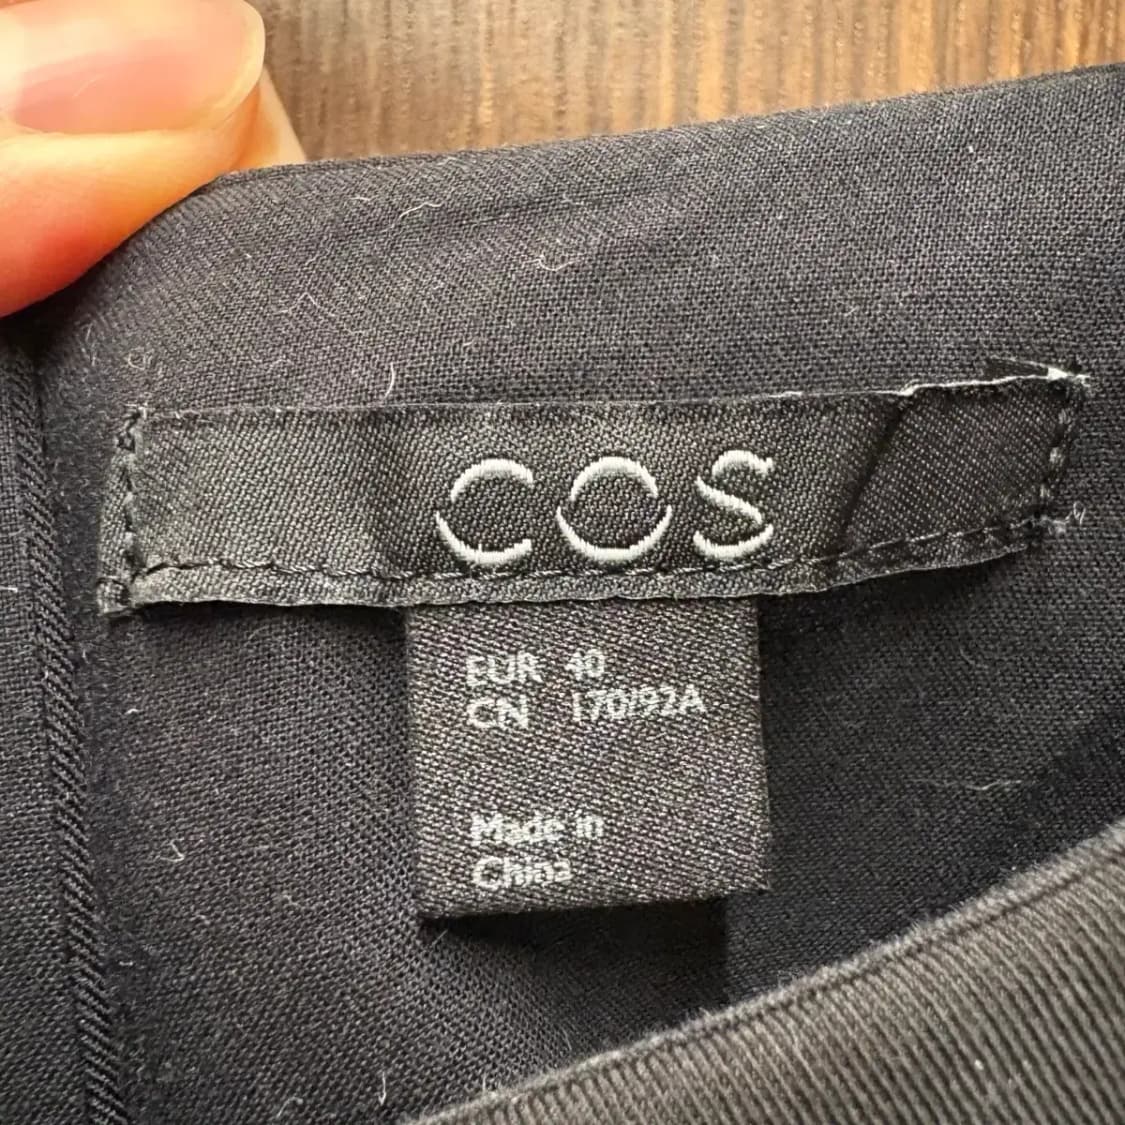 COS
EUR 40
CN 170/92A
Made in
China